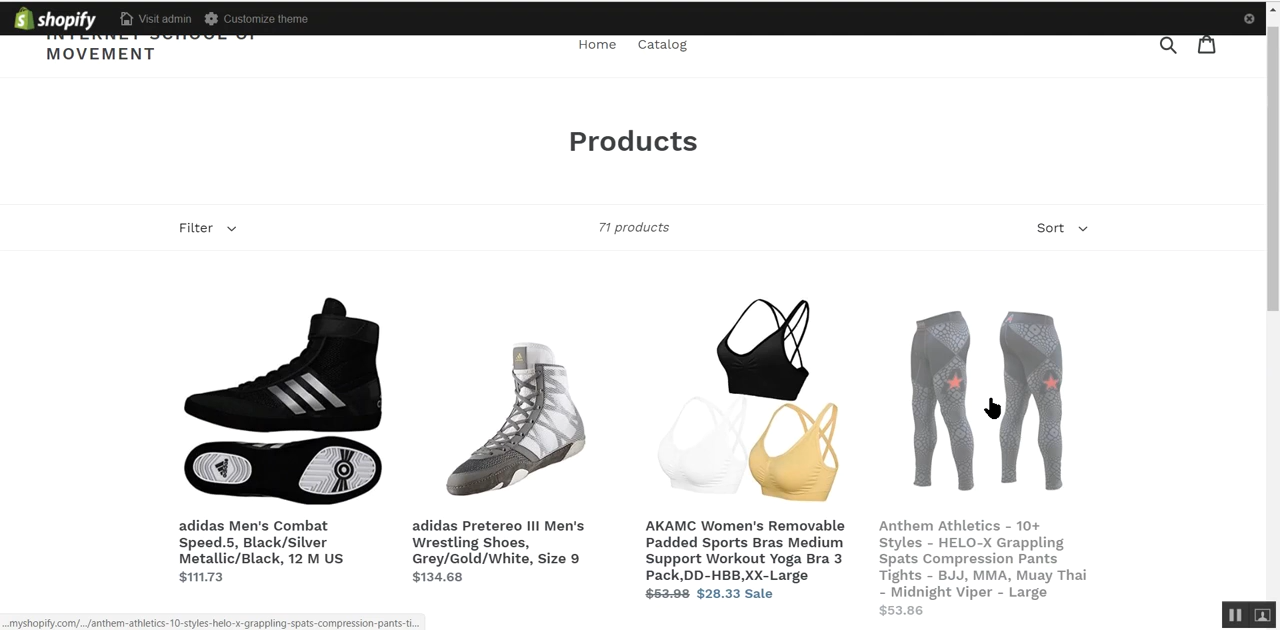 shopify Visit admin Customize theme
INTERNET SCHOOL OF
MOVEMENT
Home Catalog
Products
Filter 71 products Sort
adidas Men's Combat
Speed.5, Black/Silver
Metallic/Black, 12 M US
$111.73
adidas Pretereo III Men's
Wrestling Shoes,
Grey/Gold/White, Size 9
$134.68
AKAMC Women's Removable
Padded Sports Bras Medium
Support Workout Yoga Bra 3
Pack,DD-HBB,XX-Large
$53.98 $28.33 Sale
Anthem Athletics - 10+
Styles - HELO-X Grappling
Spats Compression Pants
Tights - BJJ, MMA, Muay Thai
- Midnight Viper - Large
$53.86
...myshopify.com/.../anthem-athletics-10-styles-helo-x-grappling-spats-compression-pants-ti...